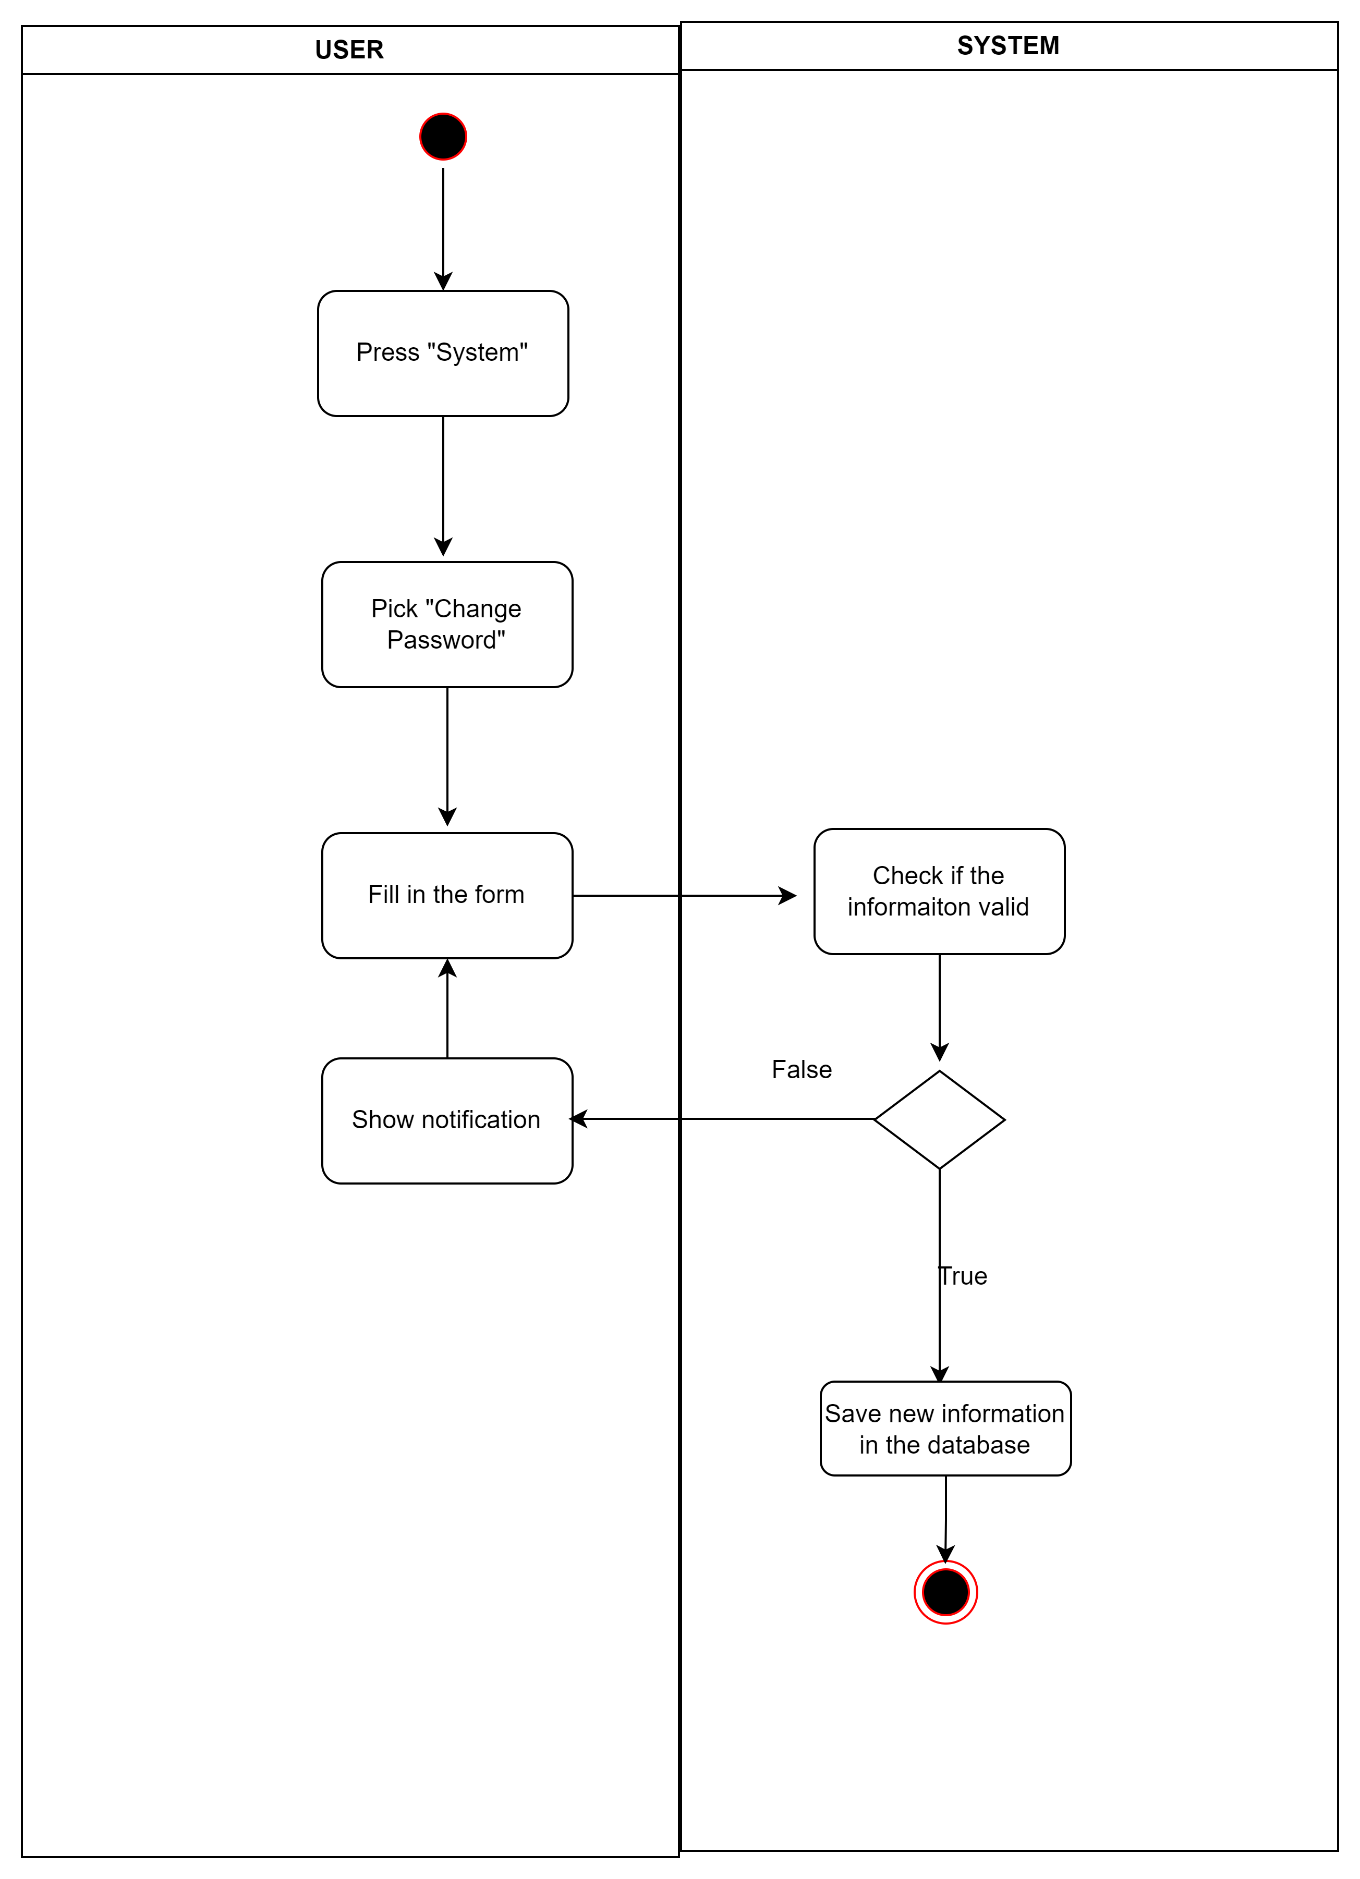 USER
SYSTEM
Press "System"
Pick "Change
Password"
Fill in the form
Check if the
informaiton valid
False
Show notification
True
Save new information
in the database